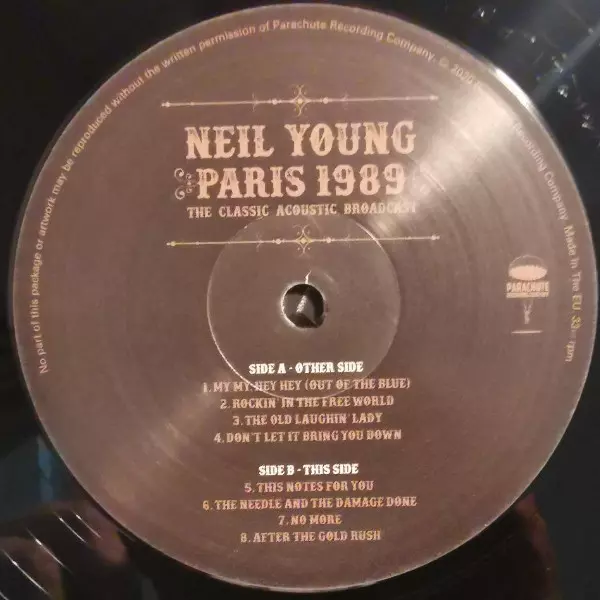 No part of this package or artwork may be reproduced without the written permission of Parachute Recording Company. © 2020
Recording Company. Made In The EU. 33 rpm
NEIL YØUNG
PARIS 1989
THE CLASSIC ACOUSTIC BROADCAST
PARACHUTE
SIDE A - OTHER SIDE
1. MY MY, HEY HEY (OUT OF THE BLUE)
2. ROCKIN' IN THE FREE WORLD
3. THE OLD LAUGHIN' LADY
4. DON'T LET IT BRING YOU DOWN
SIDE B - THIS SIDE
5. THIS NOTES FOR YOU
6. THE NEEDLE AND THE DAMAGE DONE
7. NO MORE
8. AFTER THE GOLD RUSH